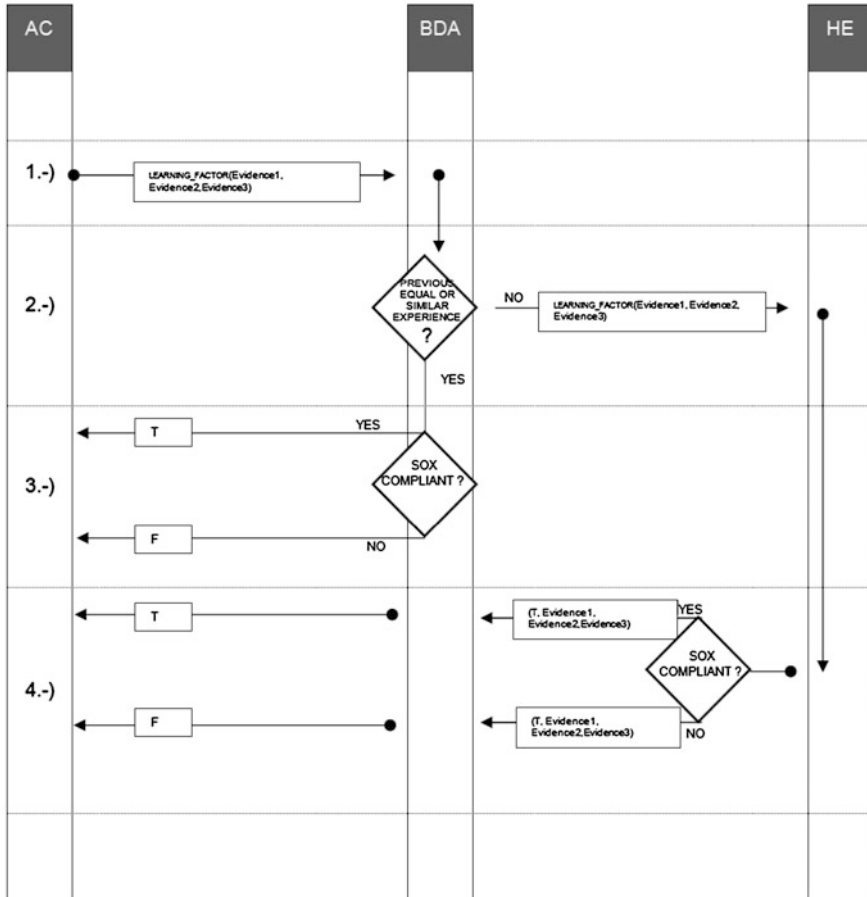 AC
BDA
HE
1.-)
LEARNING_FACTOR(Evidence1,
Evidence2,Evidence3)
2.-)
PREVIOUS
EQUAL OR
SIMILAR
EXPERIENCE
?
NO
LEARNING_FACTOR(Evidence1, Evidence2,
Evidence3)
YES
3.-)
T
YES
SOX
COMPLIANT ?
F
NO
4.-)
T
(T, Evidence1,
Evidence2,Evidence3)
YES
SOX
COMPLIANT ?
F
(T, Evidence1,
Evidence2,Evidence3)
NO